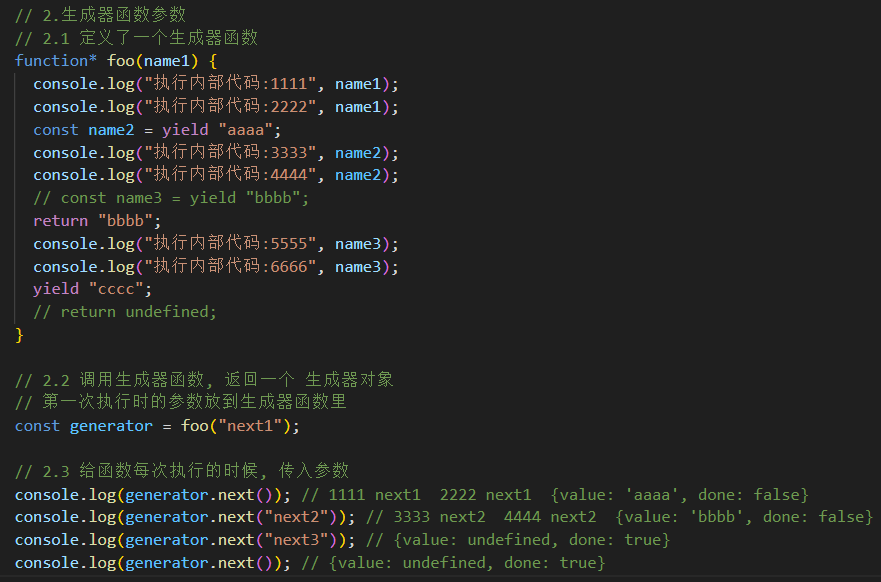 // 2.生成器函数参数
// 2.1 定义了一个生成器函数
function* foo(name1) {
  console.log("执行内部代码:1111", name1);
  console.log("执行内部代码:2222", name1);
  const name2 = yield "aaaa";
  console.log("执行内部代码:3333", name2);
  console.log("执行内部代码:4444", name2);
  // const name3 = yield "bbbb";
  return "bbbb";
  console.log("执行内部代码:5555", name3);
  console.log("执行内部代码:6666", name3);
  yield "cccc";
  // return undefined;
}
// 2.2 调用生成器函数, 返回一个 生成器对象
// 第一次执行时的参数放到生成器函数里
const generator = foo("next1");
// 2.3 给函数每次执行的时候, 传入参数
console.log(generator.next()); // 1111 next1  2222 next1  {value: 'aaaa', done: false}
console.log(generator.next("next2")); // 3333 next2  4444 next2  {value: 'bbbb', done: false}
console.log(generator.next("next3")); // {value: undefined, done: true}
console.log(generator.next()); // {value: undefined, done: true}